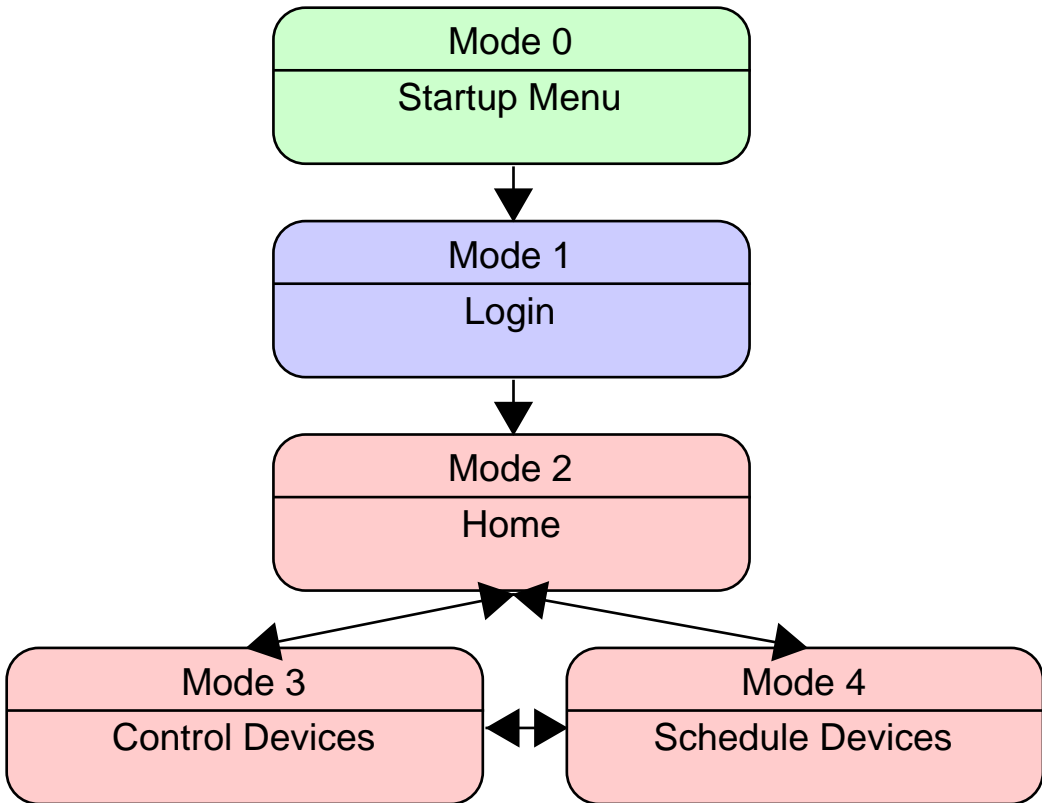 Mode 0
Startup Menu
Mode 1
Login
Mode 2
Home
Mode 3
Control Devices
Mode 4
Schedule Devices